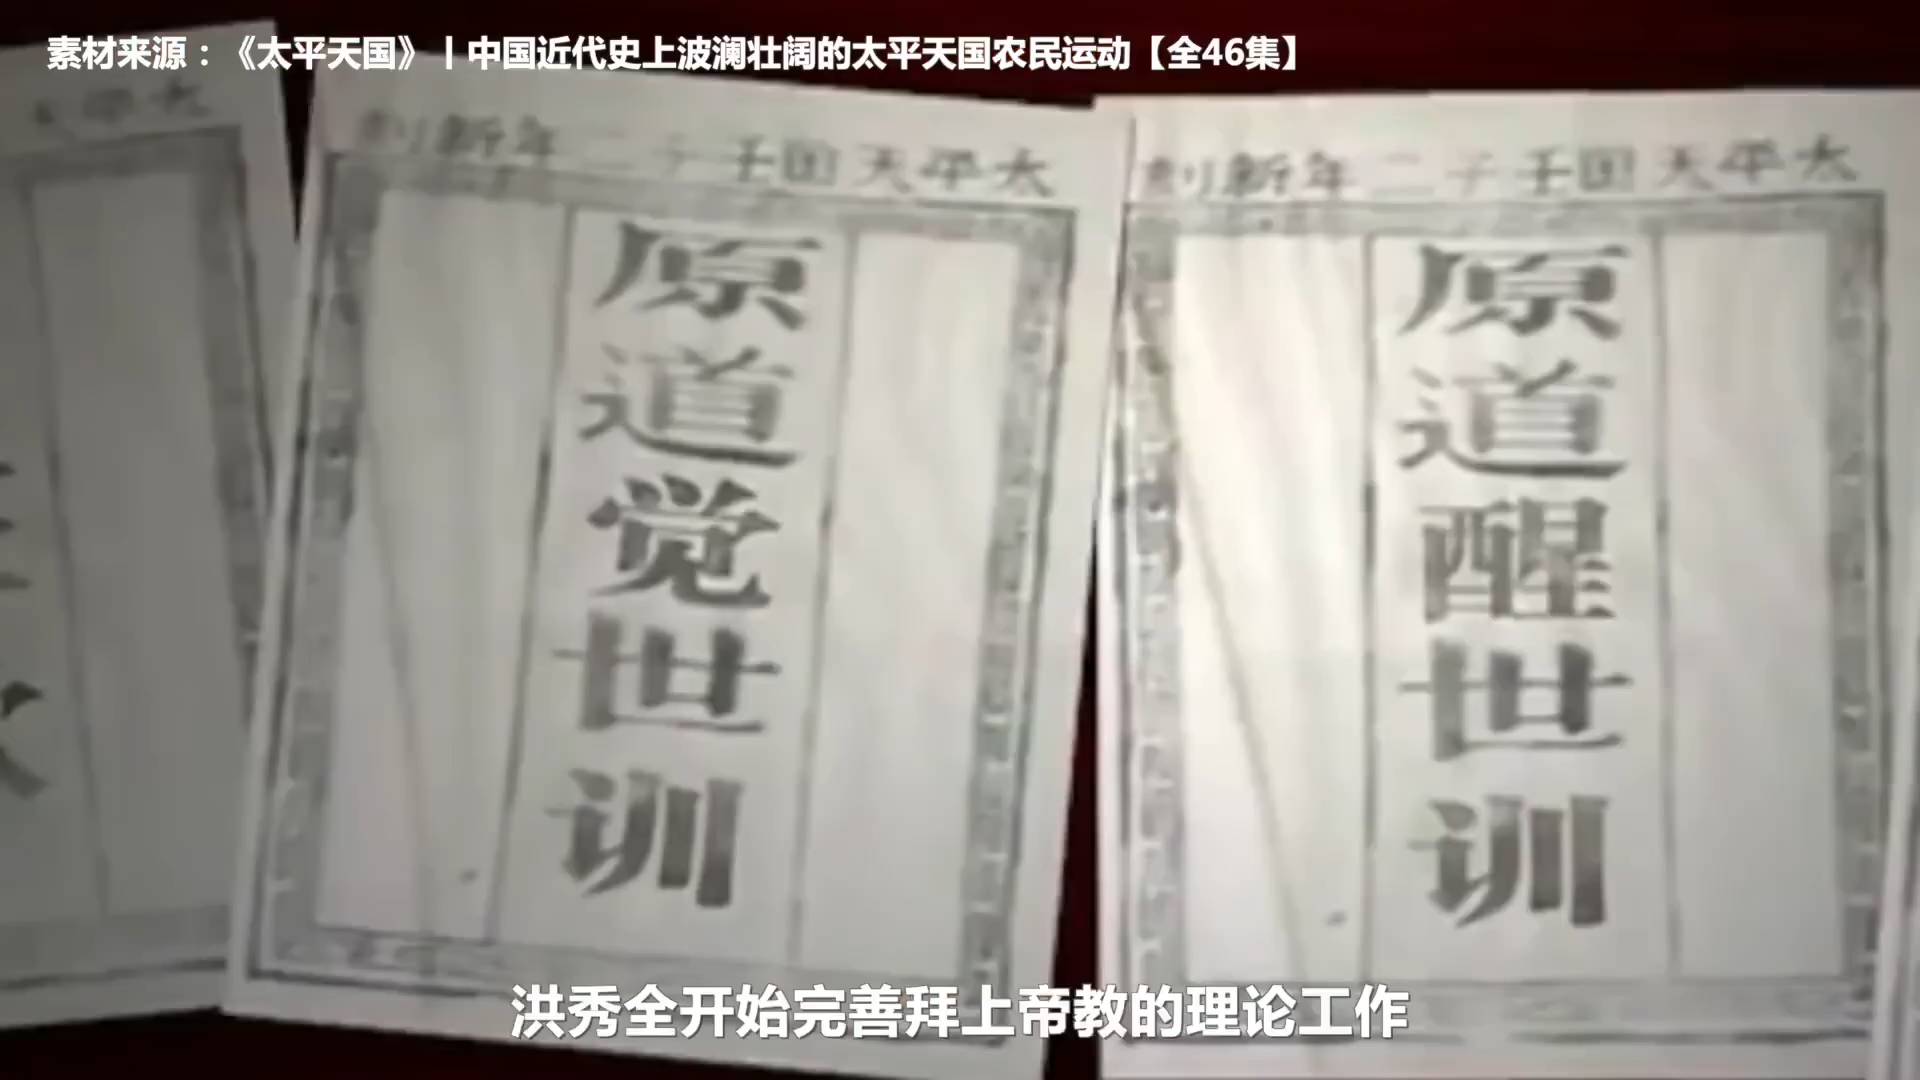 素材来源：《太平天国》丨中国近代史上波澜壮阔的太平天国农民运动【全46集】
太平天
刻新年二子壬国天平太
原道觉世训
刻新年二子壬国天平太
原道醒世训
洪秀全开始完善拜上帝教的理论工作